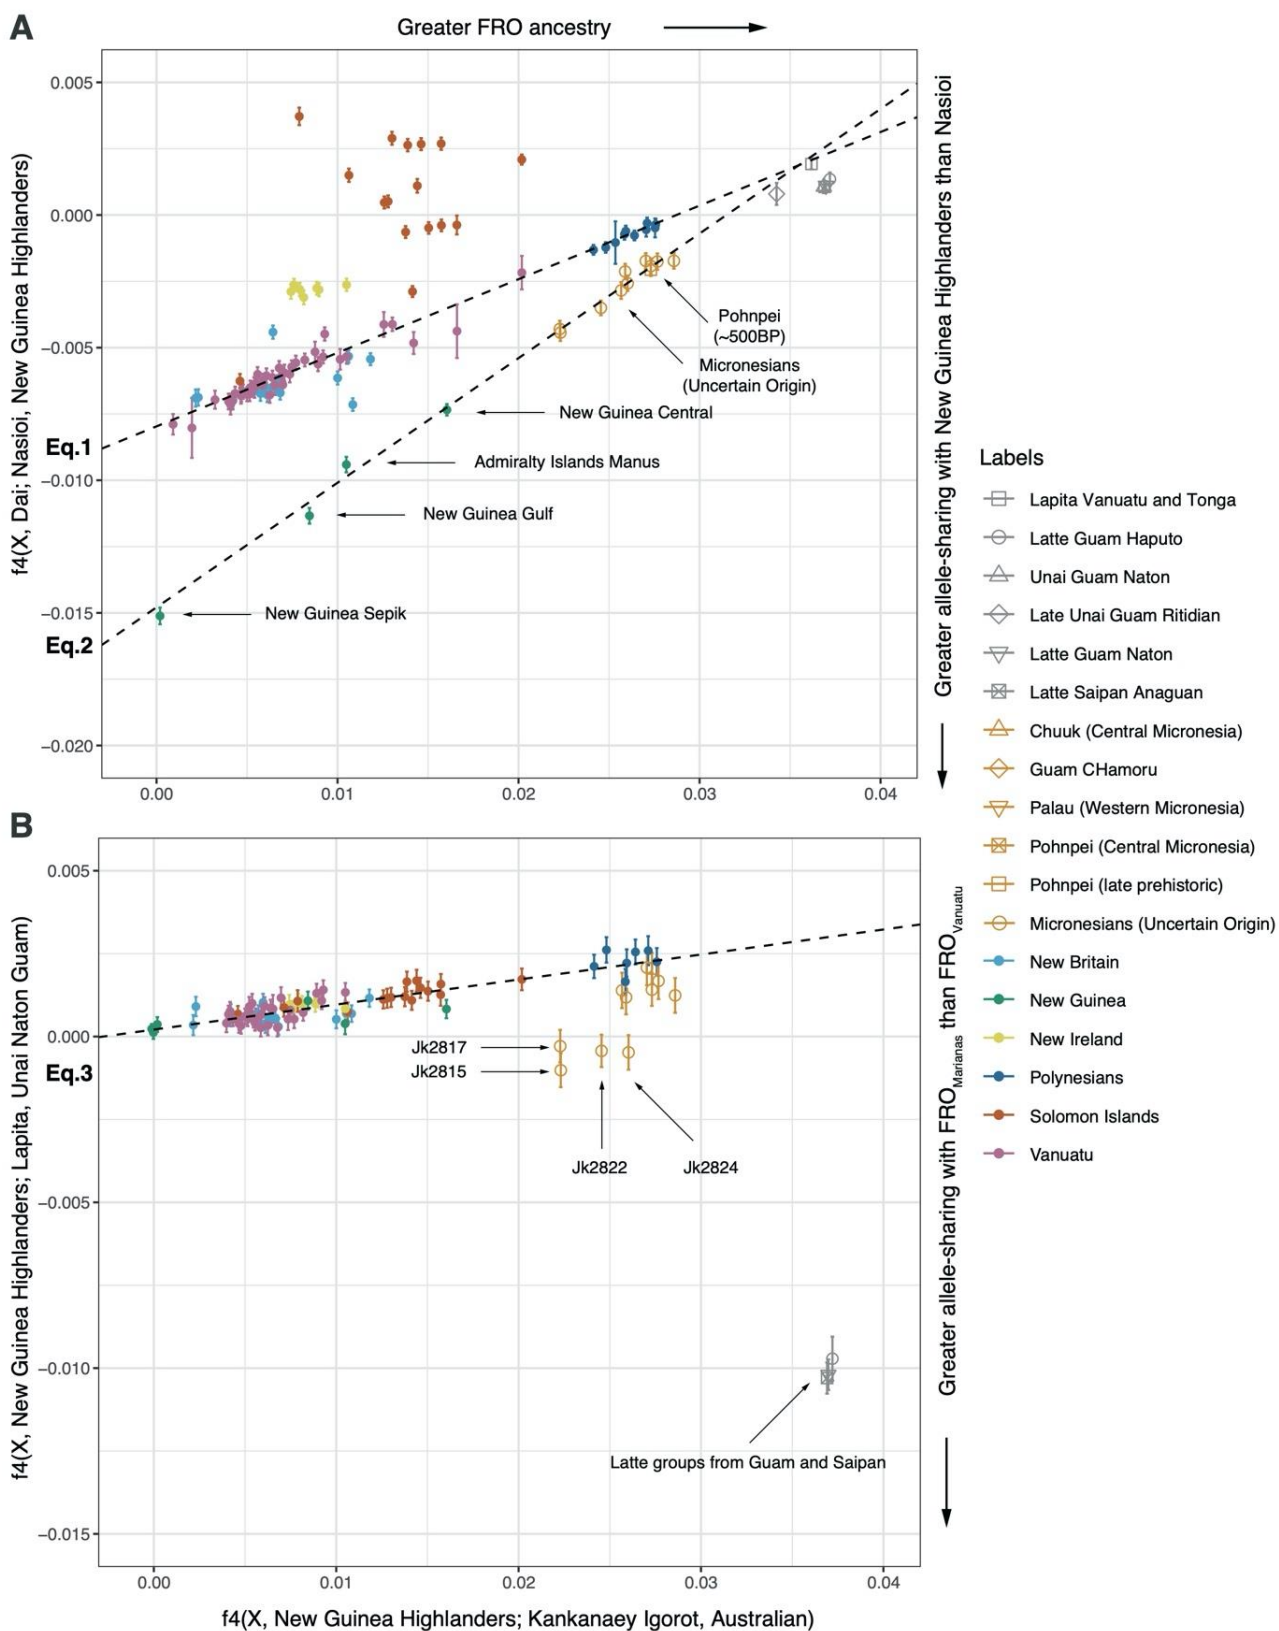 A
Greater FRO ancestry
f4(X, Dai; Nasioi, New Guinea Highlanders)
0.005
0.000
−0.005
−0.010
−0.015
−0.020
Eq.1
Eq.2
Pohnpei
(~500BP)
Micronesians
(Uncertain Origin)
New Guinea Central
Admiralty Islands Manus
New Guinea Gulf
New Guinea Sepik
0.00
0.01
0.02
0.03
0.04
Greater allele-sharing with New Guinea Highlanders than Nasioi
B
f4(X, New Guinea Highlanders; Lapita, Unai Naton Guam)
0.005
0.000
−0.005
−0.010
−0.015
Eq.3
Jk2817
Jk2815
Jk2822
Jk2824
Latte groups from Guam and Saipan
0.00
0.01
0.02
0.03
0.04
f4(X, New Guinea Highlanders; Kankanaey Igorot, Australian)
Greater allele-sharing with FROMarianas than FROVanuatu
Labels
Lapita Vanuatu and Tonga
Latte Guam Haputo
Unai Guam Naton
Late Unai Guam Ritidian
Latte Guam Naton
Latte Saipan Anaguan
Chuuk (Central Micronesia)
Guam CHamoru
Palau (Western Micronesia)
Pohnpei (Central Micronesia)
Pohnpei (late prehistoric)
Micronesians (Uncertain Origin)
New Britain
New Guinea
New Ireland
Polynesians
Solomon Islands
Vanuatu